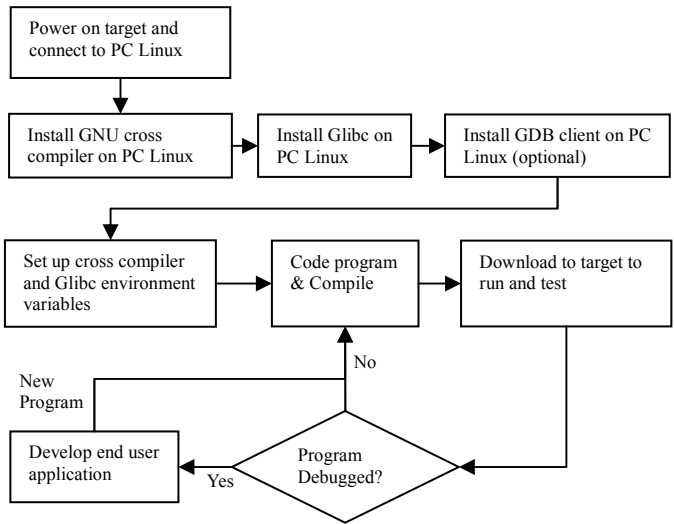 Power on target and
connect to PC Linux
Install GNU cross
compiler on PC Linux
Install Glibc on
PC Linux
Install GDB client on PC
Linux (optional)
Set up cross compiler
and Glibc environment
variables
Code program
& Compile
Download to target to
run and test
No
New
Program
Develop end user
application
Yes
Program
Debugged?